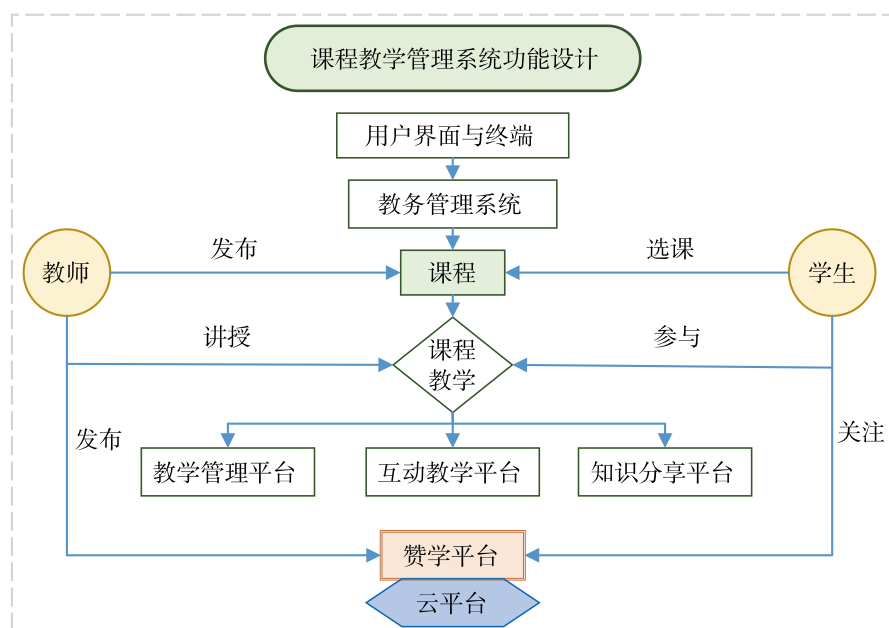 课程教学管理系统功能设计
用户界面与终端
教务管理系统
发布
选课
教师
课程
学生
讲授
参与
课程
教学
发布
关注
教学管理平台
互动教学平台
知识分享平台
赞学平台
云平台